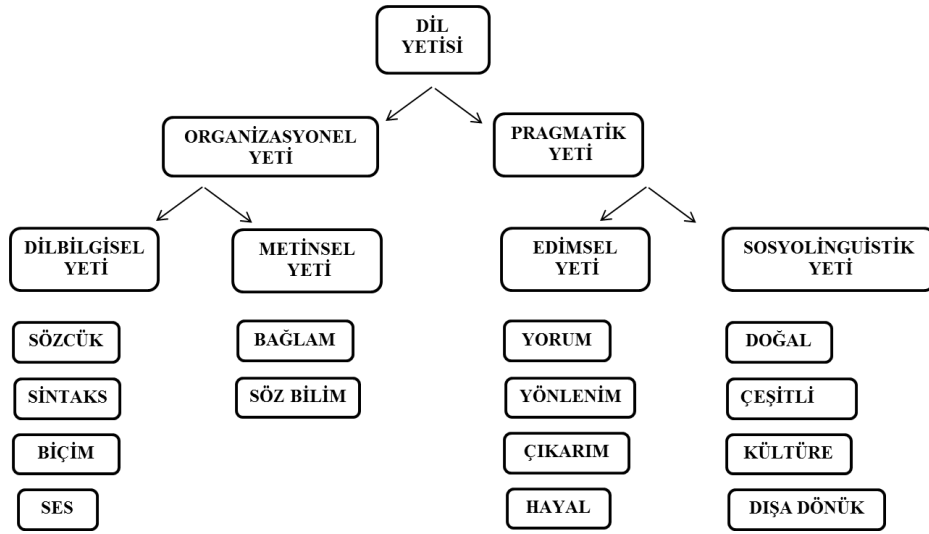 DİL
YETİSİ
ORGANİZASYONEL
YETİ
PRAGMATİK
YETİ
DİLBİLGİSEL
YETİ
METİNSEL
YETİ
EDİMSEL
YETİ
SOSYOLİNGUİSTİK
YETİ
SÖZCÜK
BAĞLAM
YORUM
DOĞAL
SİNTAKS
SÖZ BİLİM
YÖNLENİM
ÇEŞİTLİ
BİÇİM
ÇIKARIM
KÜLTÜRE
SES
HAYAL
DIŞA DÖNÜK